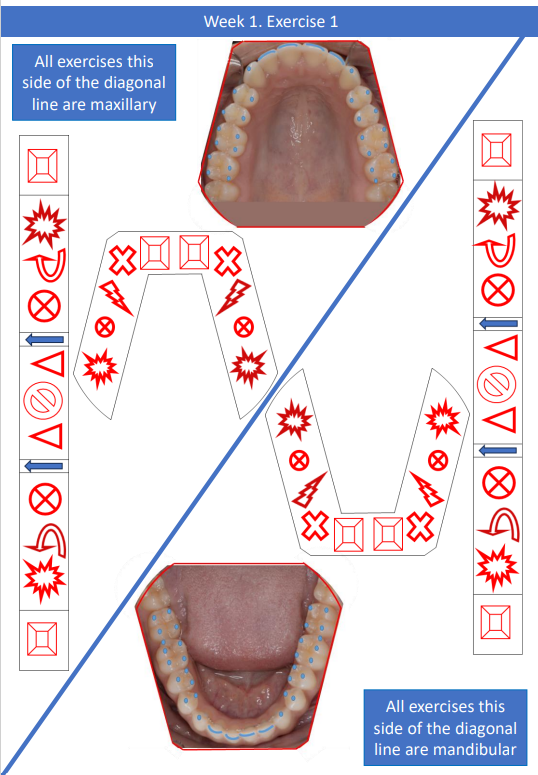 Week 1. Exercise 1
All exercises this
side of the diagonal
line are maxillary
All exercises this
side of the diagonal
line are mandibular